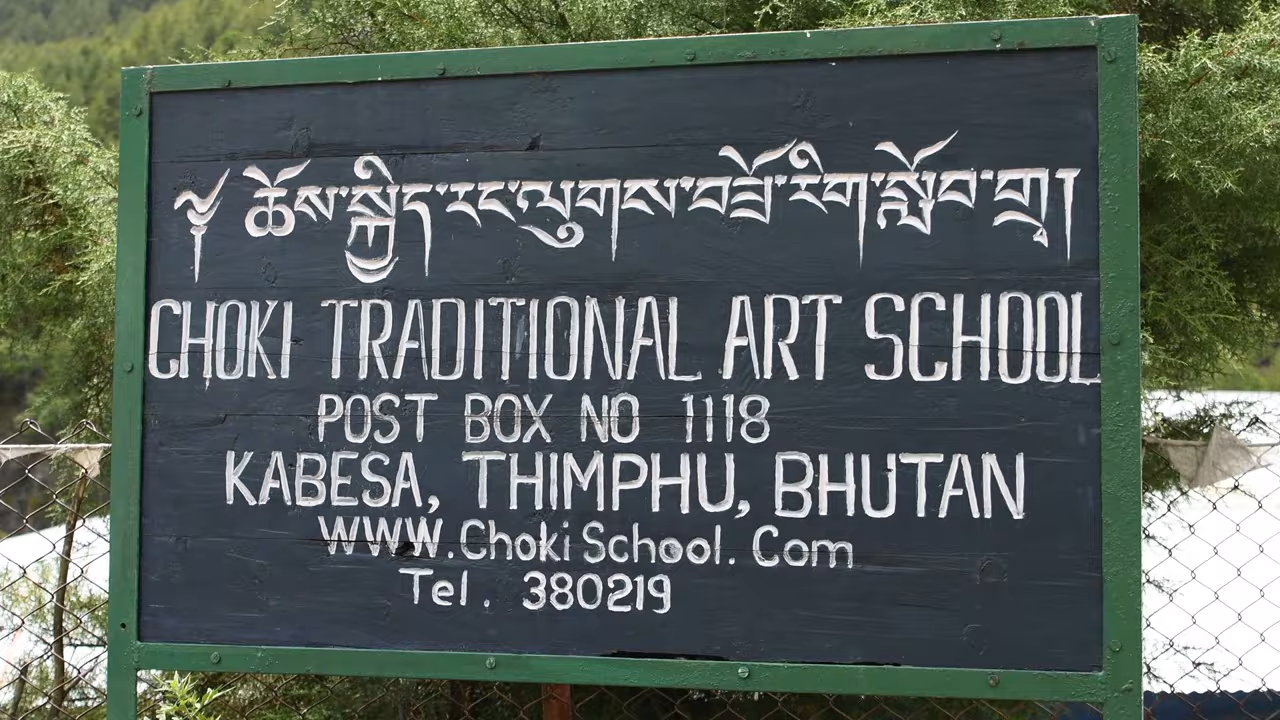 ༆ ཆོས་སྐྱིད་རང་ལུགས་བཟོ་རིག་སློབ་གྲྭ།
CHOKI TRADITIONAL ART SCHOOL
POST BOX NO 1118
KABESA, THIMPHU, BHUTAN
WWW.Choki School. Com
Tel. 380219